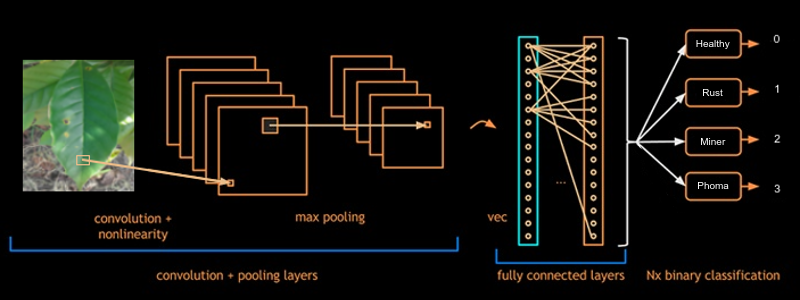 Healthy 0
Rust 1
Miner 2
Phoma 3
...
convolution +
nonlinearity
max pooling
vec
convolution + pooling layers
fully connected layers
Nx binary classification